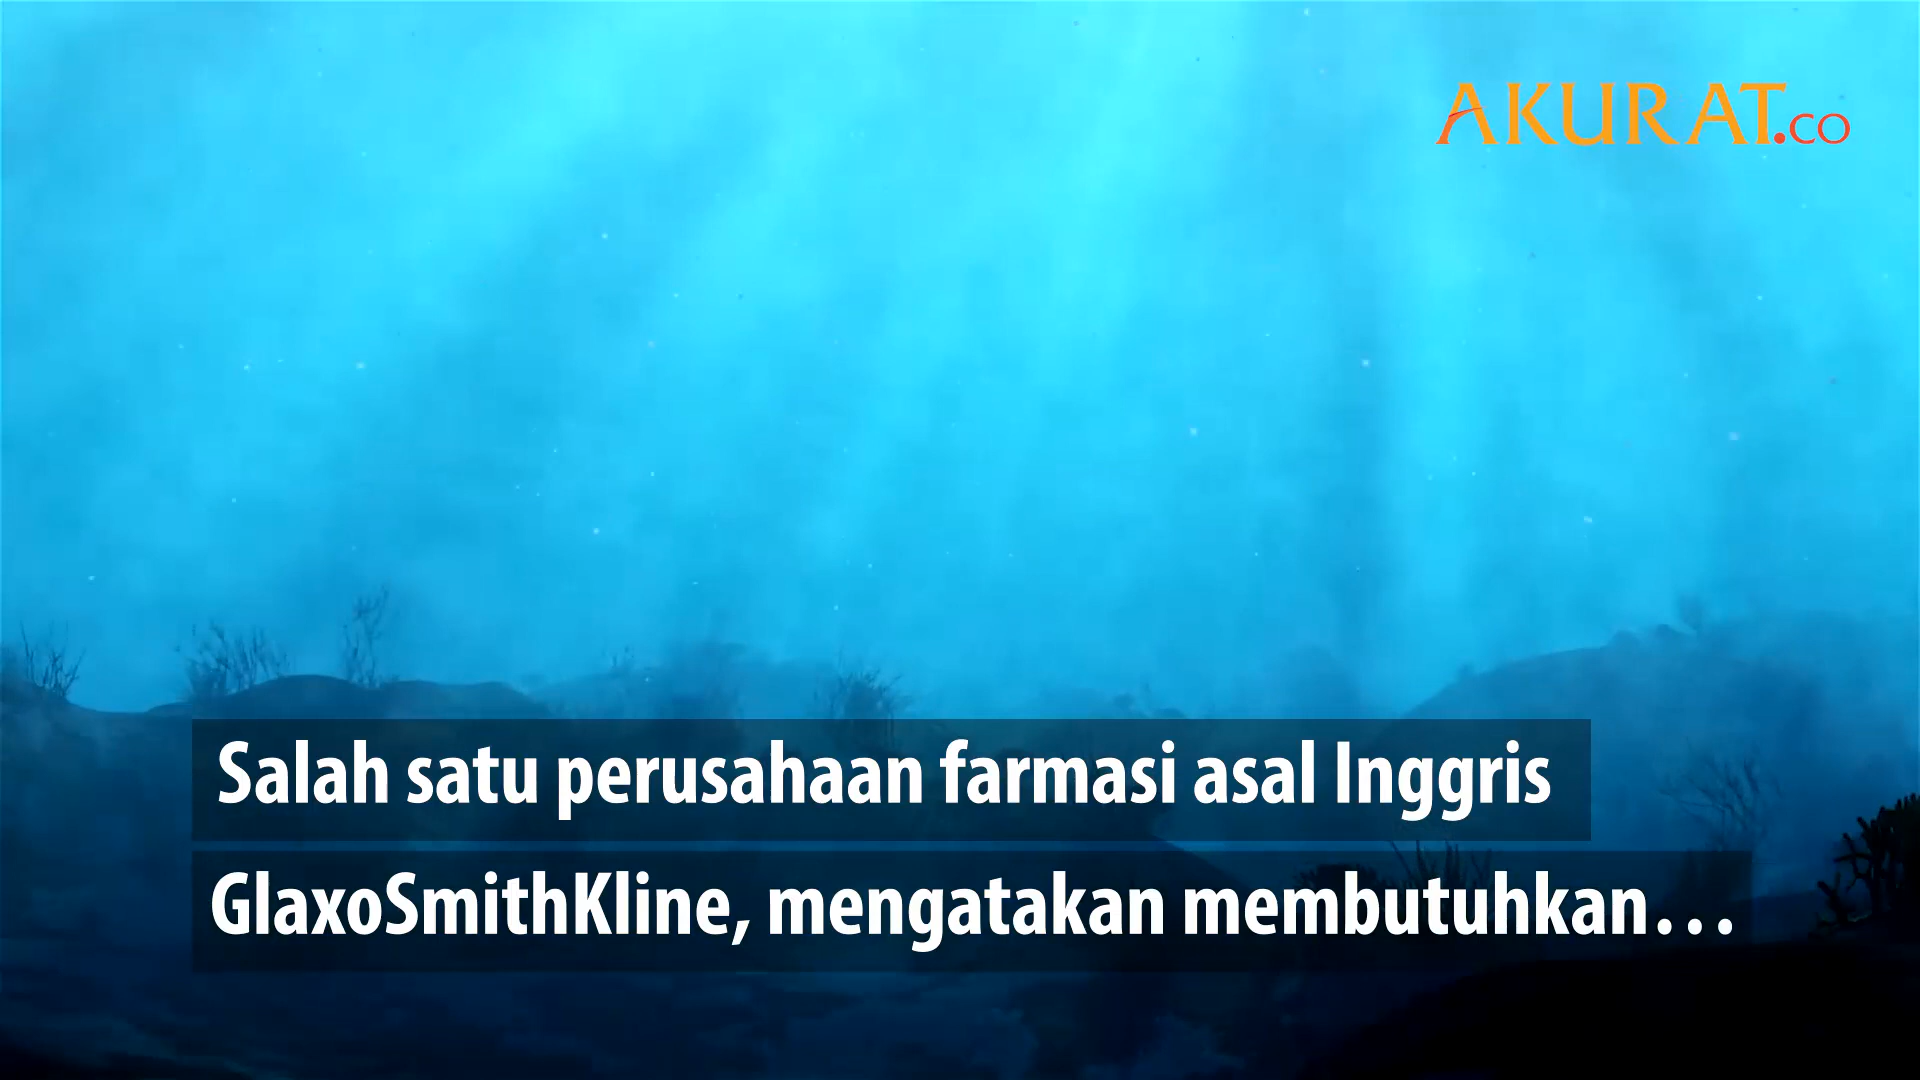 AKURAT.co
Salah satu perusahaan farmasi asal Inggris
GlaxoSmithKline, mengatakan membutuhkan...